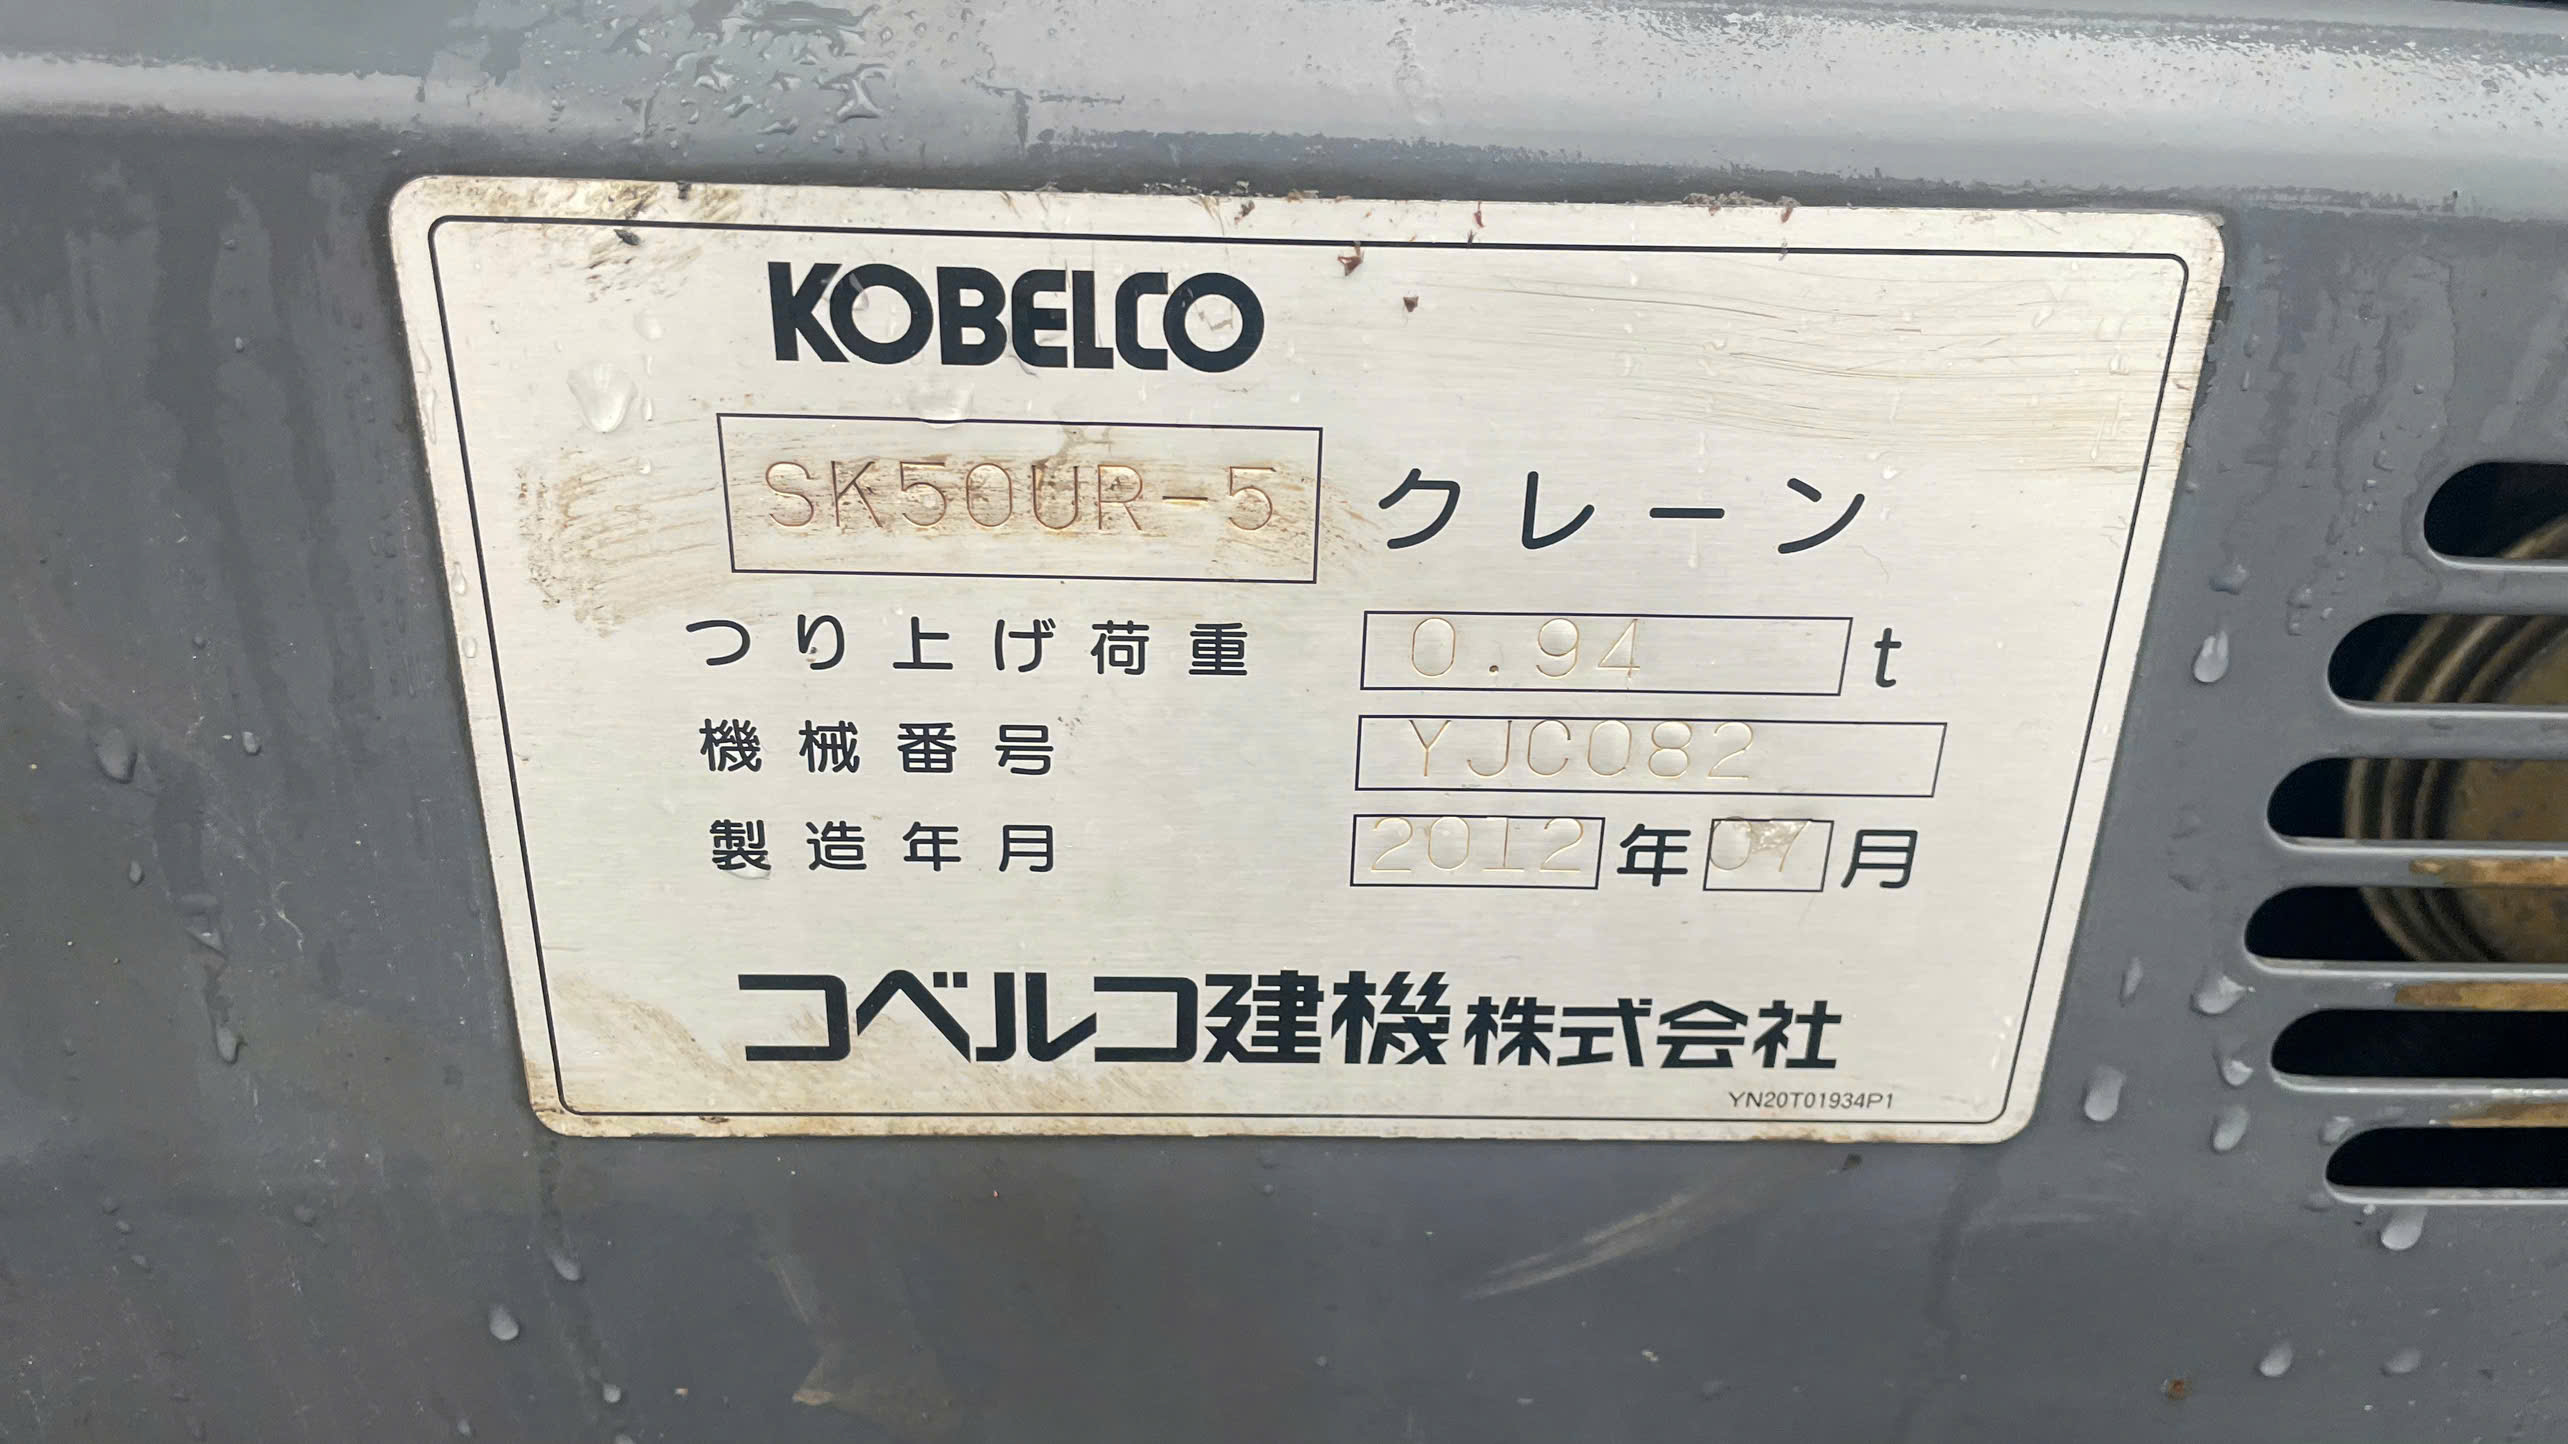 KOBELCO
SK50UR-5 クレーン
つり上げ荷重 0.94 t
機械番号 YJC082
製造年月 2012 年 07 月
コベルコ建機株式会社
YN20T01934P1